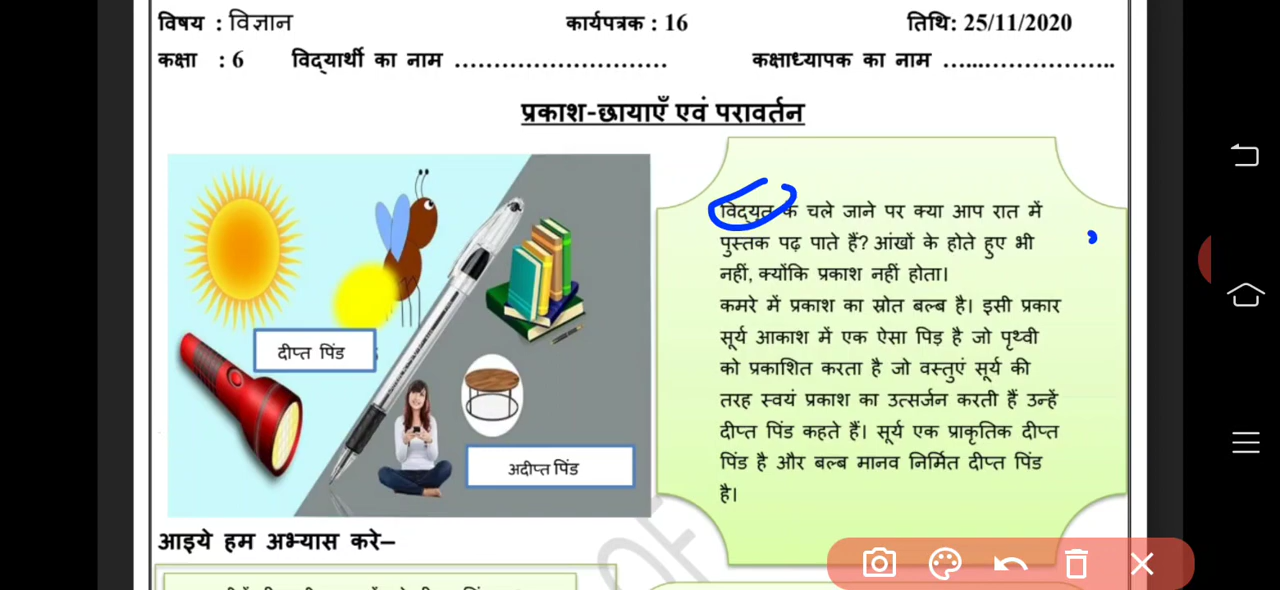 विषय : विज्ञान कार्यपत्रक : 16 तिथि: 25/11/2020
कक्षा : 6 विद्यार्थी का नाम ……………………… कक्षाध्यापक का नाम …...……………..
प्रकाश-छायाएँ एवं परावर्तन
दीप्त पिंड
अदीप्त पिंड
विद्युत के चले जाने पर क्या आप रात में
पुस्तक पढ़ पाते हैं? आंखों के होते हुए भी
नहीं, क्योंकि प्रकाश नहीं होता।
कमरे में प्रकाश का स्रोत बल्ब है। इसी प्रकार
सूर्य आकाश में एक ऐसा पिड़ है जो पृथ्वी
को प्रकाशित करता है जो वस्तुएं सूर्य की
तरह स्वयं प्रकाश का उत्सर्जन करती हैं उन्हें
दीप्त पिंड कहते हैं। सूर्य एक प्राकृतिक दीप्त
पिंड है और बल्ब मानव निर्मित दीप्त पिंड
है।
आइये हम अभ्यास करे–
OF